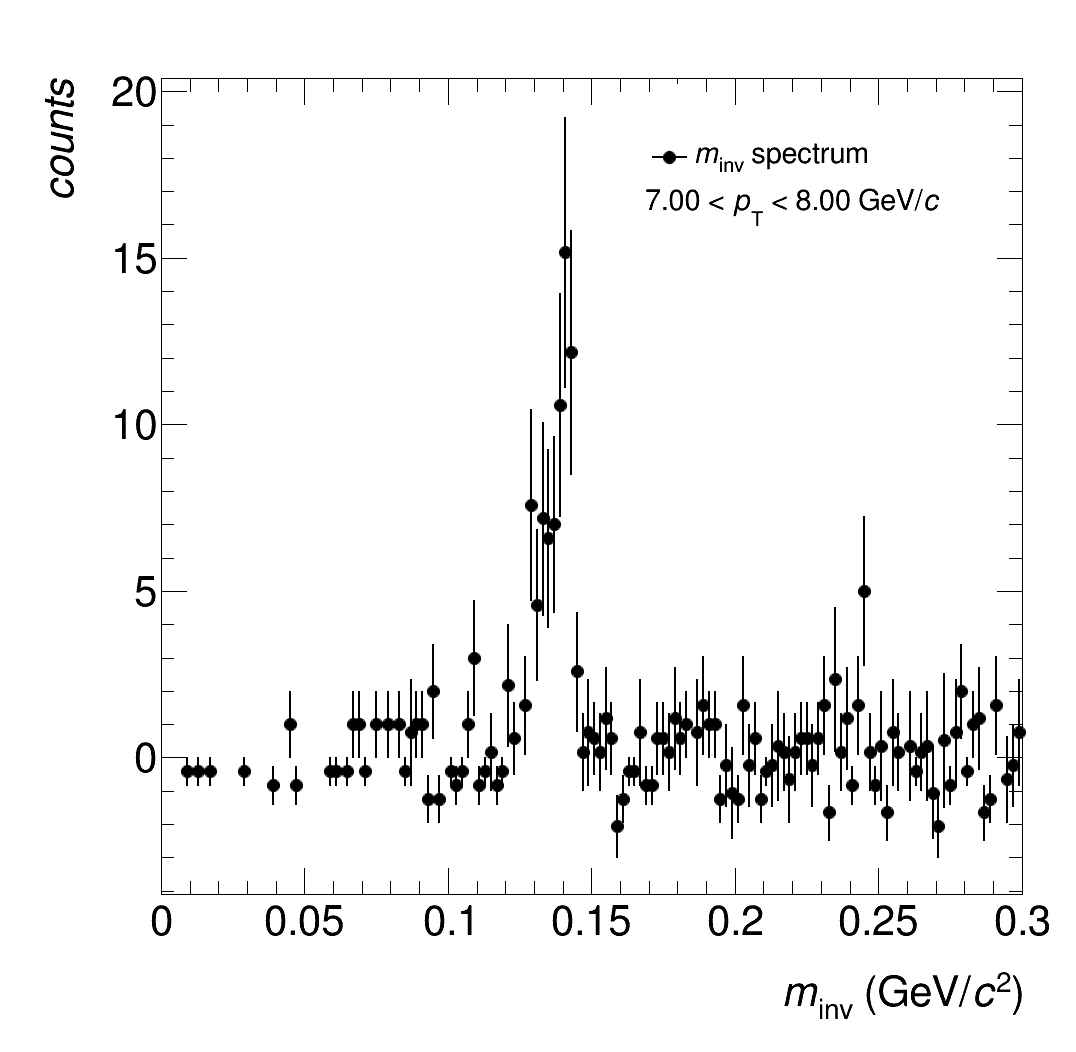 counts
20
15
10
5
0
m_inv spectrum
7.00 < p_T < 8.00 GeV/c
0 0.05 0.1 0.15 0.2 0.25 0.3
m_inv (GeV/c²)